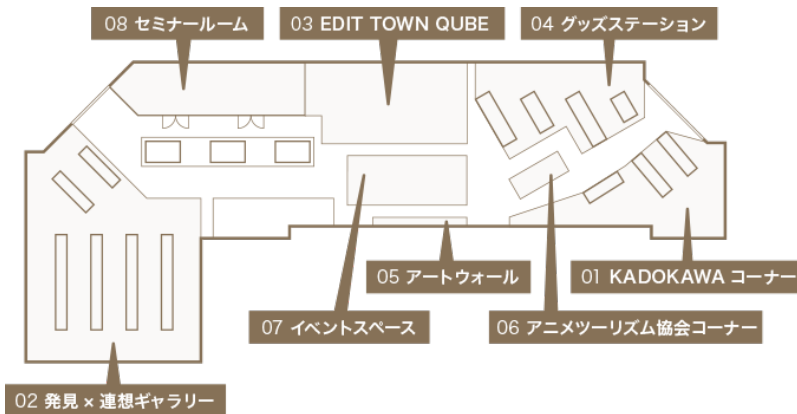 08 セミナールーム
03 EDIT TOWN QUBE
04 グッズステーション
05 アートウォール
01 KADOKAWA コーナー
07 イベントスペース
06 アニメツーリズム協会コーナー
02 発見 × 連想ギャラリー